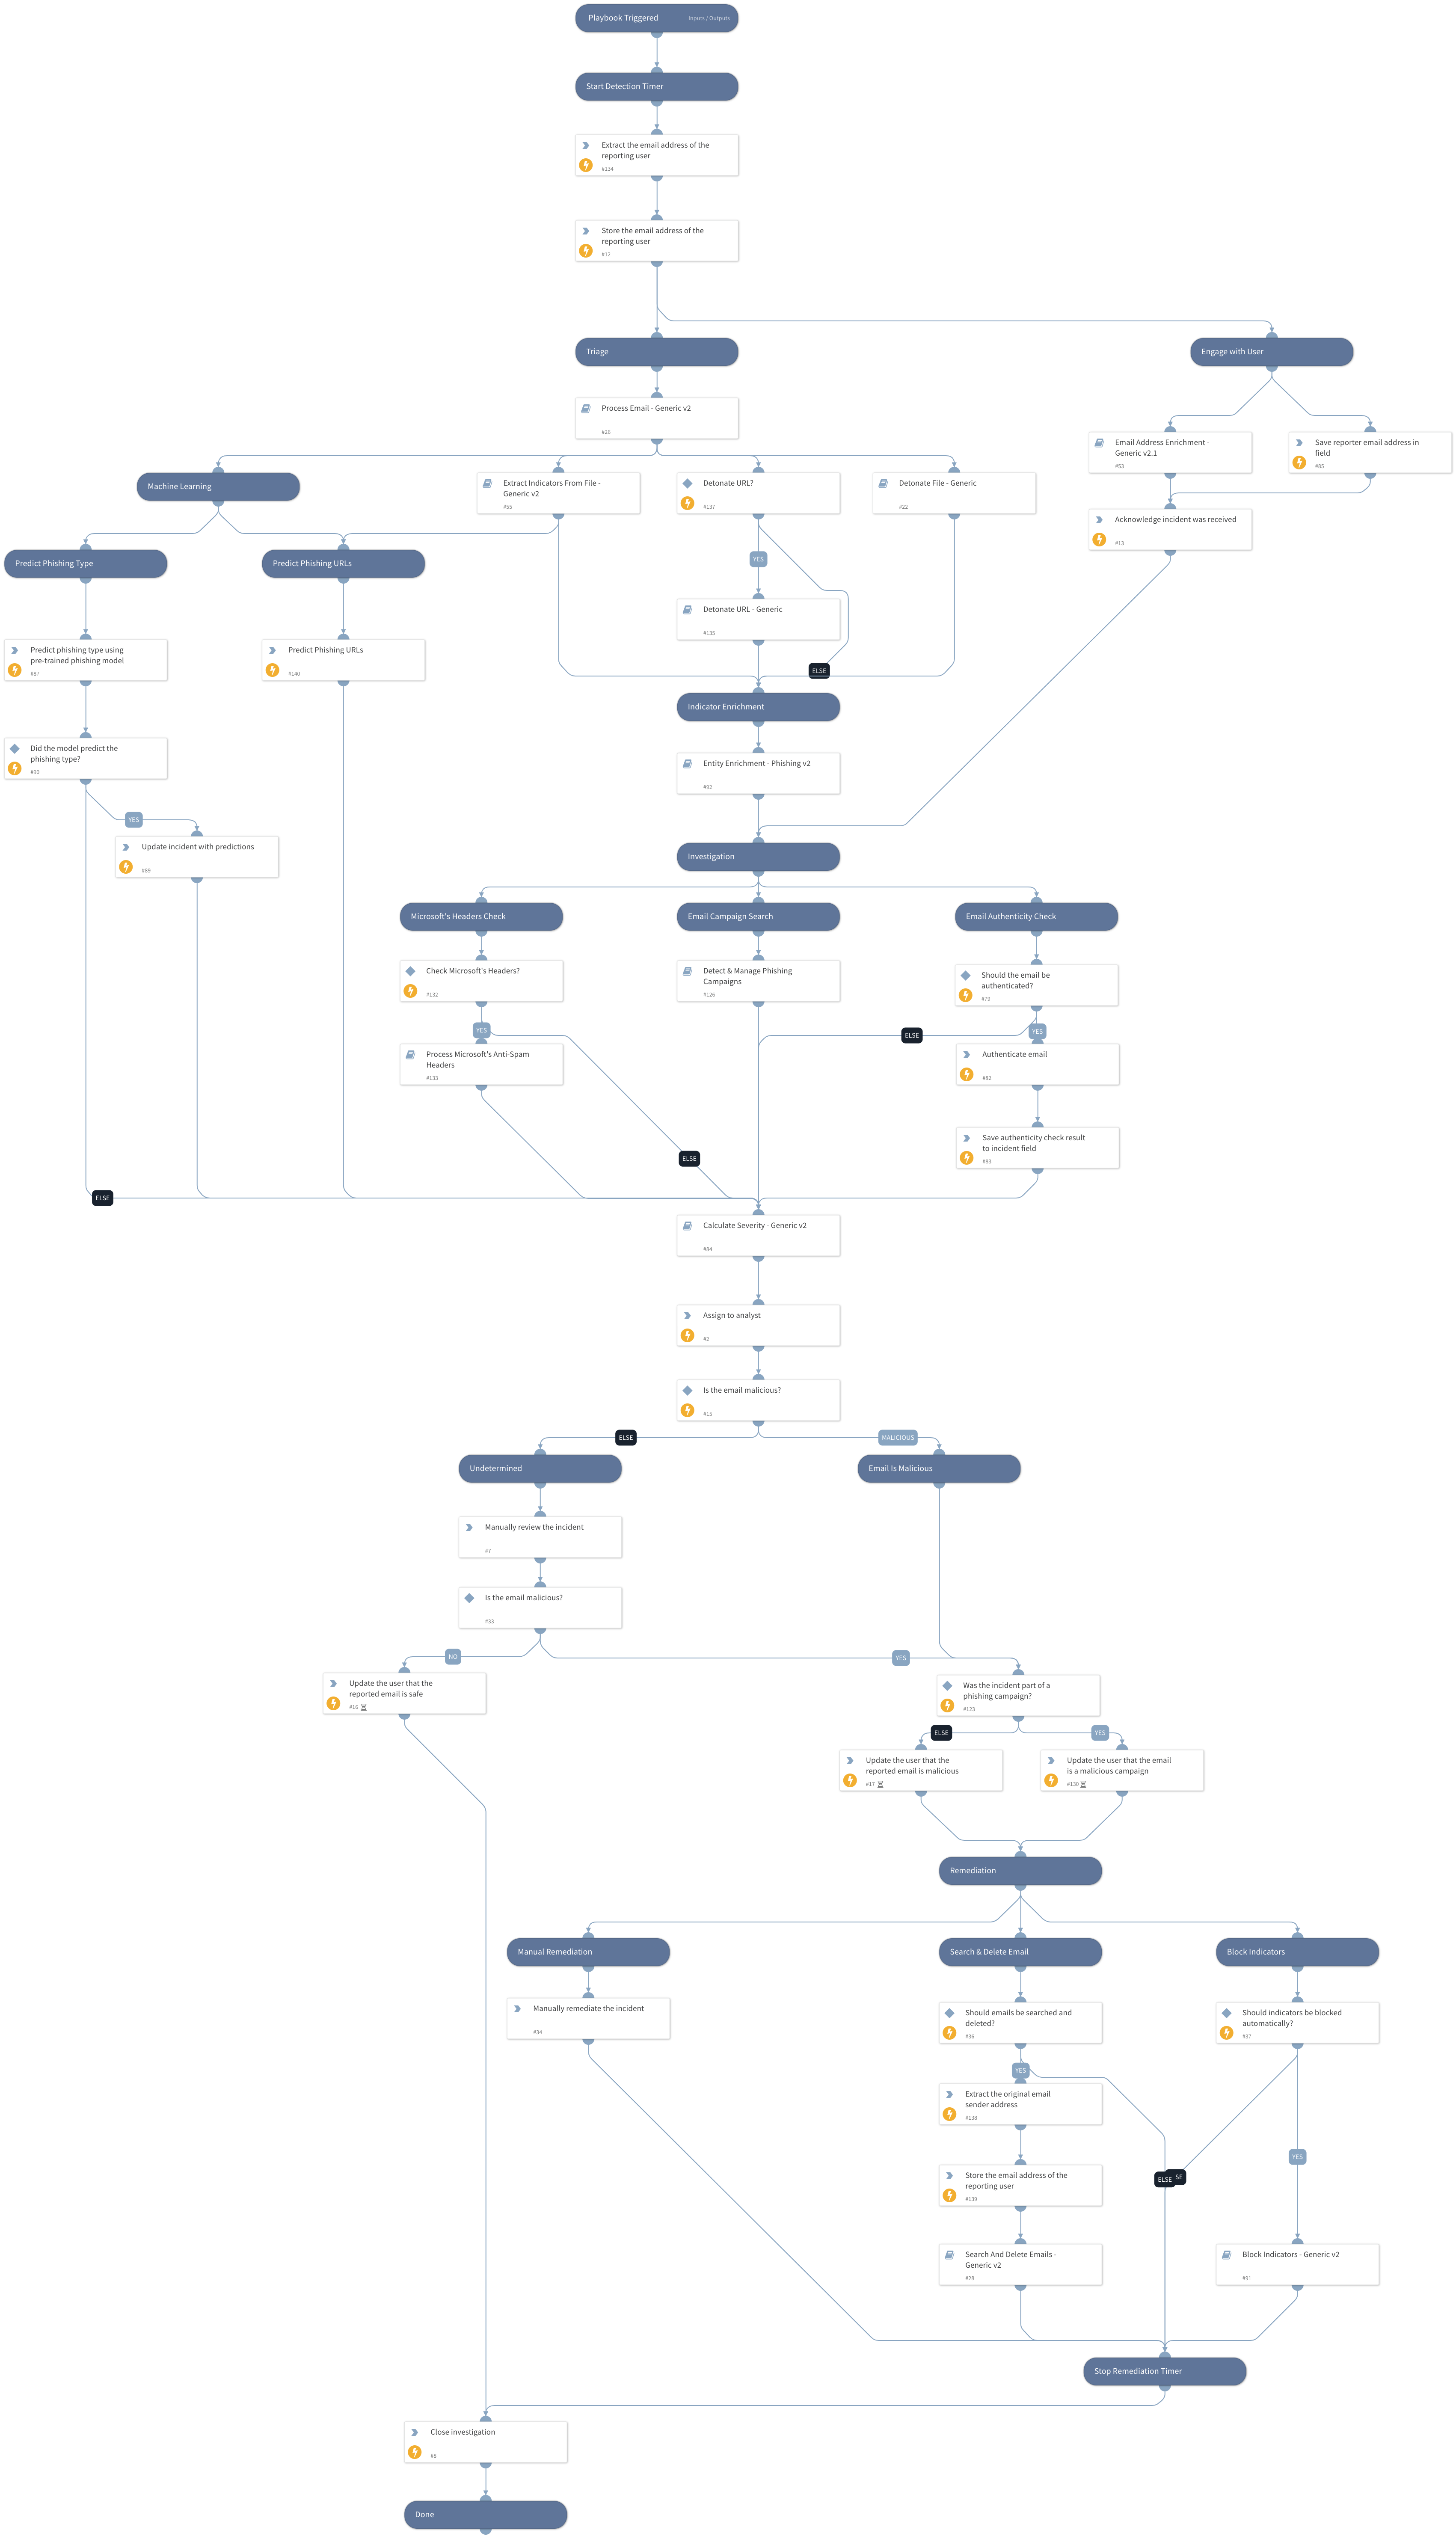 Playbook Triggered
Inputs / Outputs
Start Detection Timer
Extract the email address of the
reporting user
#134
Store the email address of the
reporting user
#12
Triage
Engage with User
Process Email - Generic v2
#26
Email Address Enrichment -
Generic v2.1
#53
Save reporter email address in
field
#85
Machine Learning
Extract Indicators From File -
Generic v2
#55
Detonate URL?
#137
Detonate File - Generic
#22
Acknowledge incident was received
#13
Predict Phishing Type
Predict Phishing URLs
YES
Detonate URL - Generic
#135
Predict phishing type using
pre-trained phishing model
#87
Predict Phishing URLs
#140
ELSE
Indicator Enrichment
Did the model predict the
phishing type?
#90
Entity Enrichment - Phishing v2
#92
YES
Update incident with predictions
#89
Investigation
Microsoft's Headers Check
Email Campaign Search
Email Authenticity Check
Check Microsoft's Headers?
#132
Detect & Manage Phishing
Campaigns
#126
Should the email be
authenticated?
#79
YES
ELSE
YES
Process Microsoft's Anti-Spam
Headers
#133
Authenticate email
#82
Save authenticity check result
to incident field
#83
ELSE
ELSE
Calculate Severity - Generic v2
#84
Assign to analyst
#2
Is the email malicious?
#15
ELSE
MALICIOUS
Undetermined
Email Is Malicious
Manually review the incident
#7
Is the email malicious?
#33
NO
YES
Update the user that the
reported email is safe
#16
Was the incident part of a
phishing campaign?
#123
ELSE
YES
Update the user that the
reported email is malicious
#17
Update the user that the email
is a malicious campaign
#130
Remediation
Manual Remediation
Search & Delete Email
Block Indicators
Manually remediate the incident
#34
Should emails be searched and
deleted?
#36
Should indicators be blocked
automatically?
#37
YES
Extract the original email
sender address
#138
YES
ELSE
SE
Store the email address of the
reporting user
#139
Search And Delete Emails -
Generic v2
#28
Block Indicators - Generic v2
#91
Stop Remediation Timer
Close investigation
#8
Done